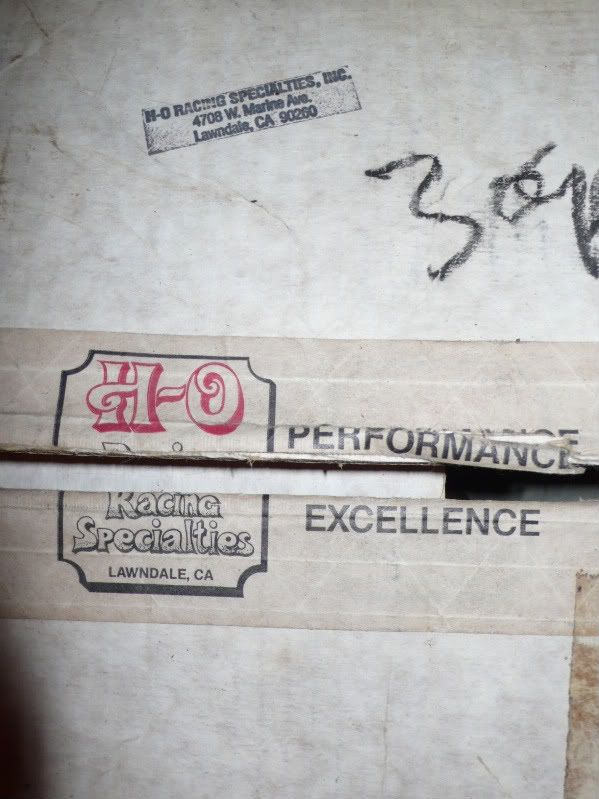 H-O RACING SPECIALTIES, INC.
4708 W. Marine Ave.
Lawndale, CA 90260
H-O
Racing
Specialties
LAWNDALE, CA
PERFORMANCE
EXCELLENCE